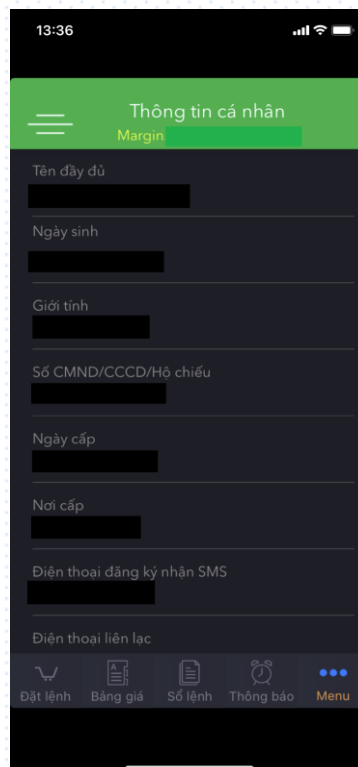 13:36
Thông tin cá nhân
Margin
Tên đầy đủ
Ngày sinh
Giới tính
Số CMND/CCCD/Hộ chiếu
Ngày cấp
Nơi cấp
Điện thoại đăng ký nhận SMS
Điện thoại liên lạc
Đặt lệnh Bảng giá Sổ lệnh Thông báo Menu